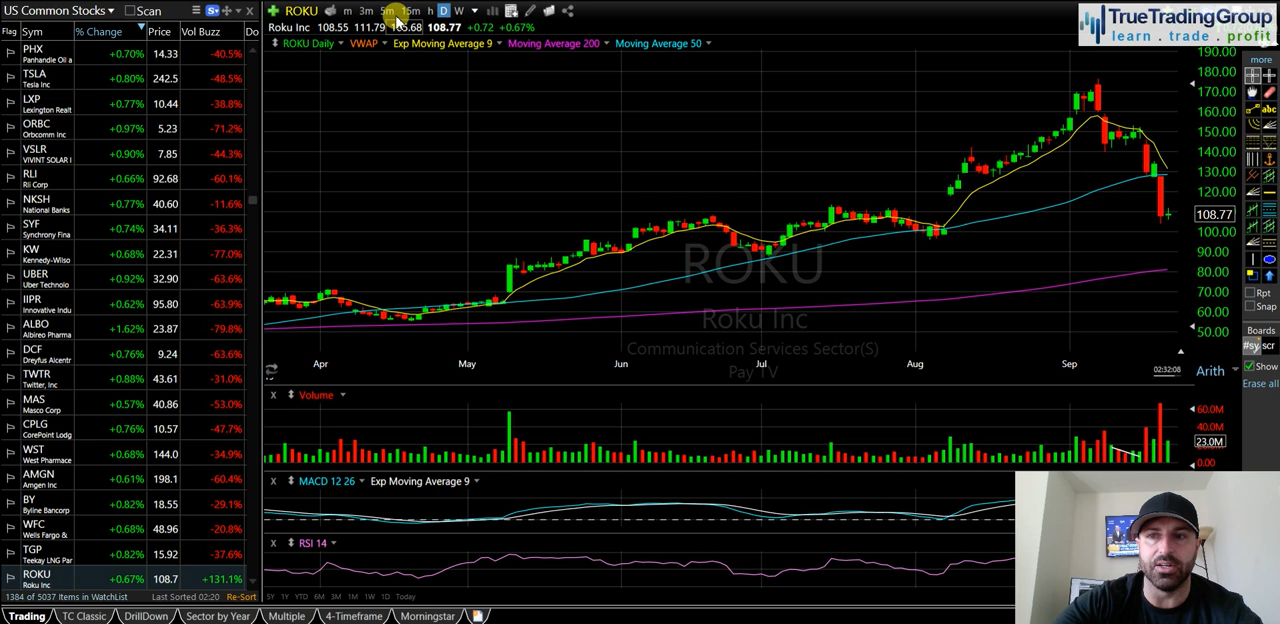 US Common Stocks Scan
Flag Sym % Change Price Vol Buzz Do
PHX +0.70% 14.33 -40.5%
Panhandle Oil a
TSLA +0.80% 242.5 -48.5%
Tesla Inc
LXP +0.77% 10.44 -38.8%
Lexington Realt
ORBC +0.97% 5.23 -71.2%
Orbcomm Inc
VSLR +0.90% 7.85 -44.3%
VIVINT SOLAR I
RLI +0.66% 92.68 -60.1%
Rli Corp
NKSH +0.77% 40.60 -11.6%
National Banks
SYF +0.74% 34.11 -36.3%
Synchrony Fina
KW +0.68% 22.31 -77.0%
Kennedy-Wilso
UBER +0.92% 32.90 -63.6%
Uber Technolo
IIPR +0.62% 95.80 -63.9%
Innovative Indus
ALBO +1.62% 23.87 -79.8%
Albireo Pharma
DCF +0.76% 9.24 -63.6%
Dreyfus Alcentr
TWTR +0.88% 43.61 -31.0%
Twitter, Inc
MAS +0.57% 40.86 -53.0%
Masco Corp
CPLG +0.76% 10.57 -47.7%
CorePoint Lodg
WST +0.68% 144.0 -34.9%
West Pharmace
AMGN +0.61% 198.1 -60.4%
Amgen Inc
BY +0.82% 18.55 -29.1%
Byline Bancorp
WFC +0.68% 48.96 -20.8%
Wells Fargo &
TGP +0.82% 15.92 -37.6%
Teekay LNG Par
ROKU +0.67% 108.7 +131.1%
Roku Inc
1384 of 5037 Items in WatchList Last Sorted 02:20 Re-Sort
Trading TC Classic DrillDown Sector by Year Multiple 4-Timeframe Morningstar
ROKU m 3m 5m 15m h D W
Roku Inc 108.55 111.79 108.77 +0.72 +0.67%
ROKU Daily VWAP Exp Moving Average 9 Moving Average 200 Moving Average 50
TrueTradingGroup
learn . trade . profit
190.00
180.00
170.00
160.00
150.00
140.00
130.00
120.00
108.77
100.00
90.00
80.00
70.00
60.00
50.00
ROKU
Roku Inc
Communication Services Sector(S)
Pay TV
Apr May Jun Jul Aug Sep
02:32:08
Arith
X Volume
60.0M
40.0M
23.0M
0.00
X MACD 12 26 Exp Moving Average 9
X RSI 14
5Y 1Y YTD 6M 3M 1M 1W 1D Today
more
abc
Rpt
Snap
Boards
#sy scr
Show
Erase all